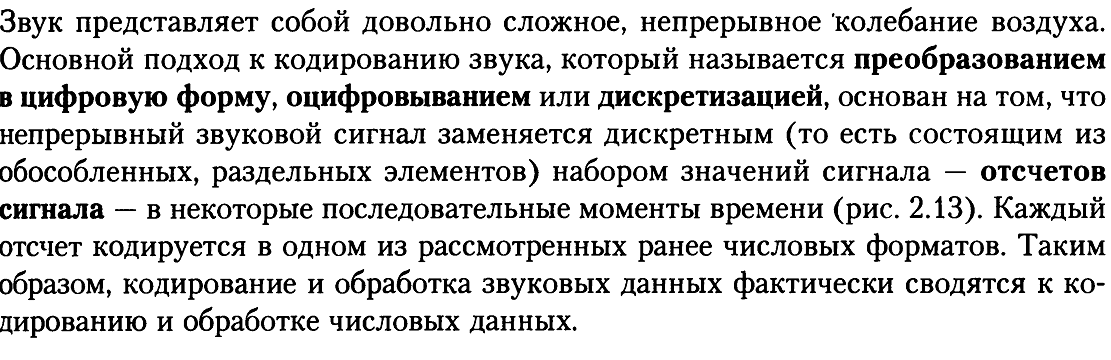 Звук представляет собой довольно сложное, непрерывное колебание воздуха.
Основной подход к кодированию звука, который называется преобразованием
в цифровую форму, оцифровыванием или дискретизацией, основан на том, что
непрерывный звуковой сигнал заменяется дискретным (то есть состоящим из
обособленных, раздельных элементов) набором значений сигнала — отсчетов
сигнала — в некоторые последовательные моменты времени (рис. 2.13). Каждый
отсчет кодируется в одном из рассмотренных ранее числовых форматов. Таким
образом, кодирование и обработка звуковых данных фактически сводятся к ко-
дированию и обработке числовых данных.